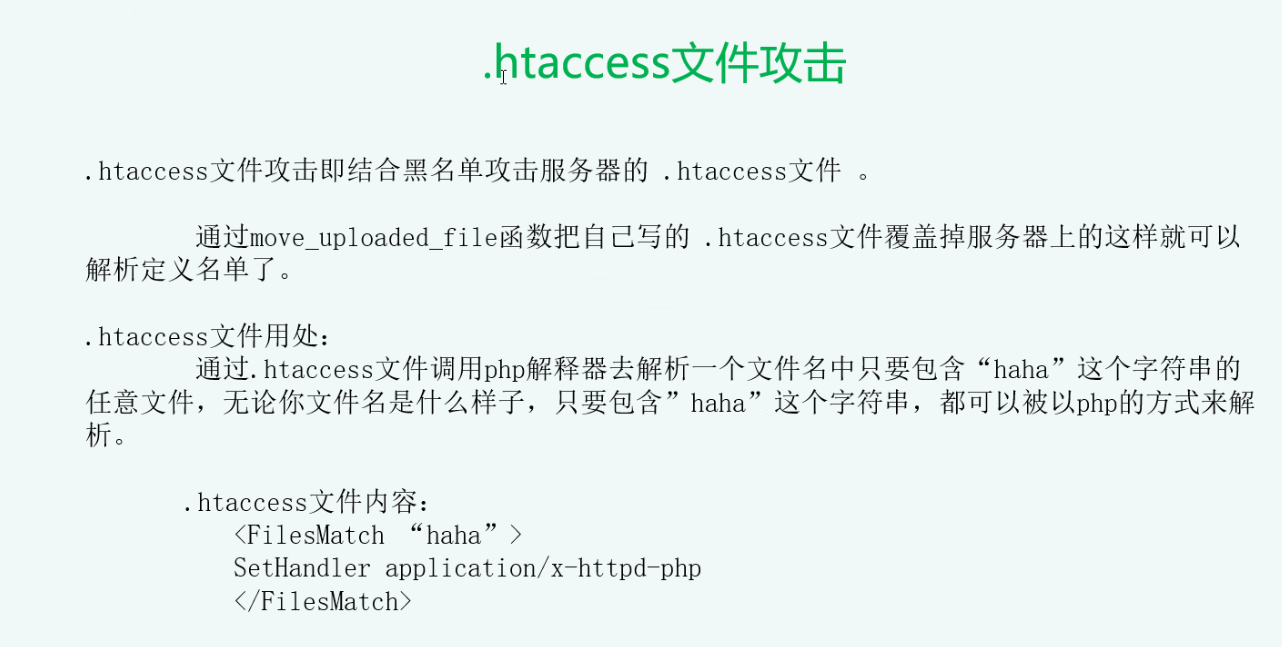 .htaccess文件攻击
.htaccess文件攻击即结合黑名单攻击服务器的 .htaccess文件 。
通过move_uploaded_file函数把自己写的 .htaccess文件覆盖掉服务器上的这样就可以
解析定义名单了。
.htaccess文件用处：
通过.htaccess文件调用php解释器去解析一个文件名中只要包含“haha”这个字符串的
任意文件，无论你文件名是什么样子，只要包含”haha”这个字符串，都可以被以php的方式来解
析。
.htaccess文件内容：
<FilesMatch “haha”>
SetHandler application/x-httpd-php
</FilesMatch>